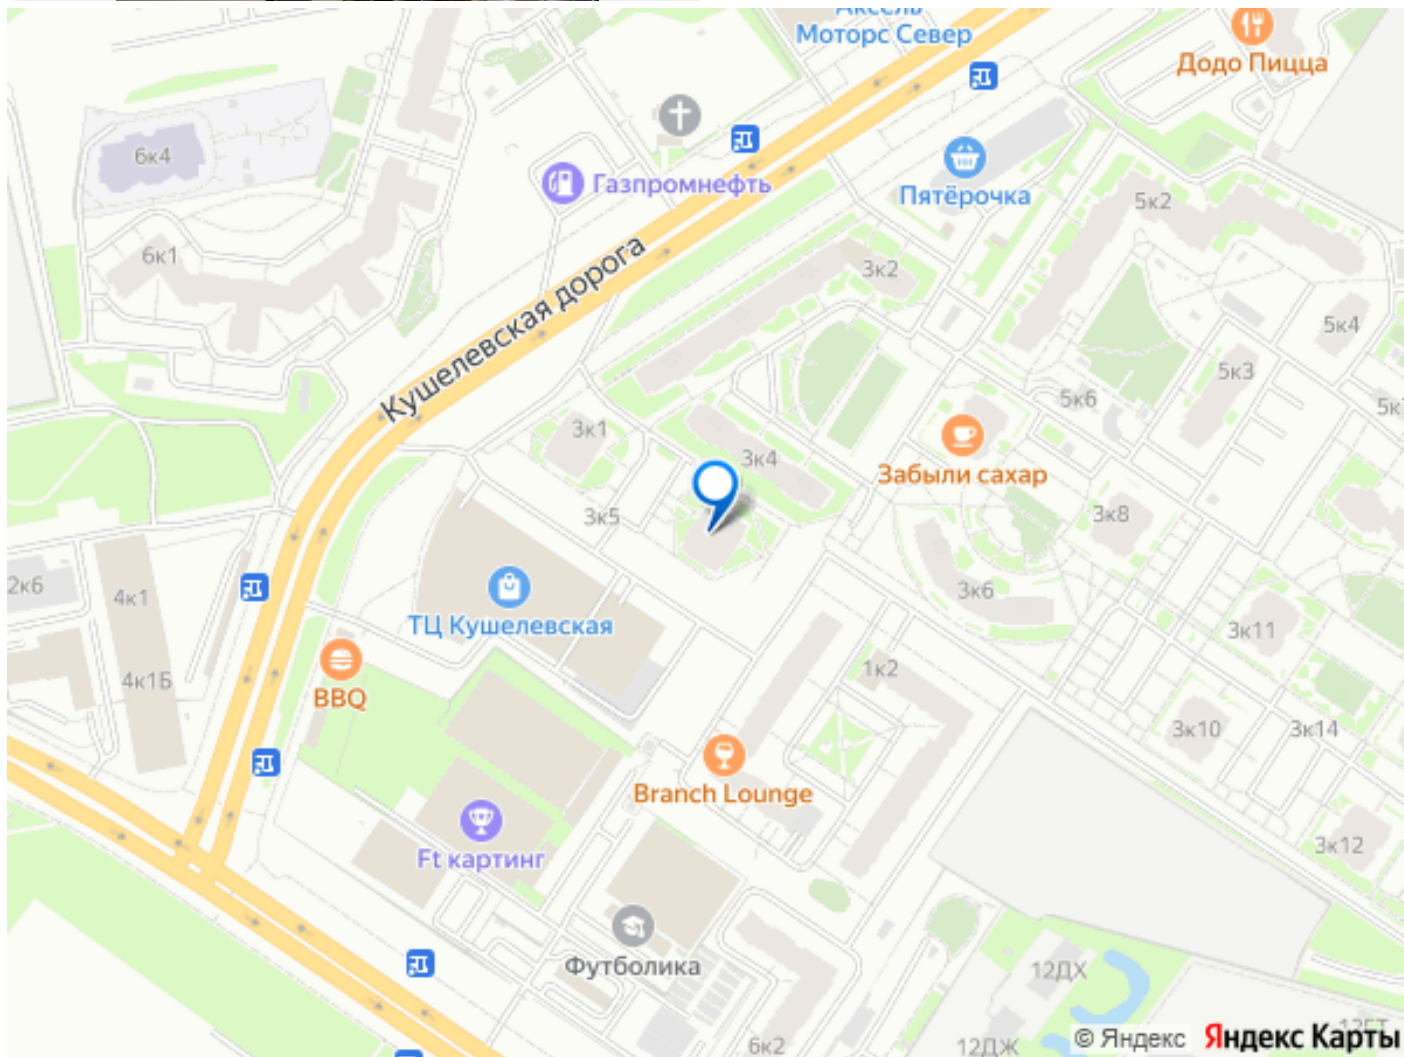 Аксель
Моторс Север
Додо Пицца
6к4
Газпромнефть
Пятёрочка
5к2
6к1
3к2
Кушелевская дорога
5к4
5к3
5к6
3к1
3к4
Забыли сахар
3к5
3к8
2к6
4к1
3к6
ТЦ Кушелевская
3к11
BBQ
4к1Б
1к2
3к10
3к14
Branch Lounge
Ft картинг
3к12
Футболика
12ДХ
6к2
12ДЖ
© Яндекс Яндекс Карты